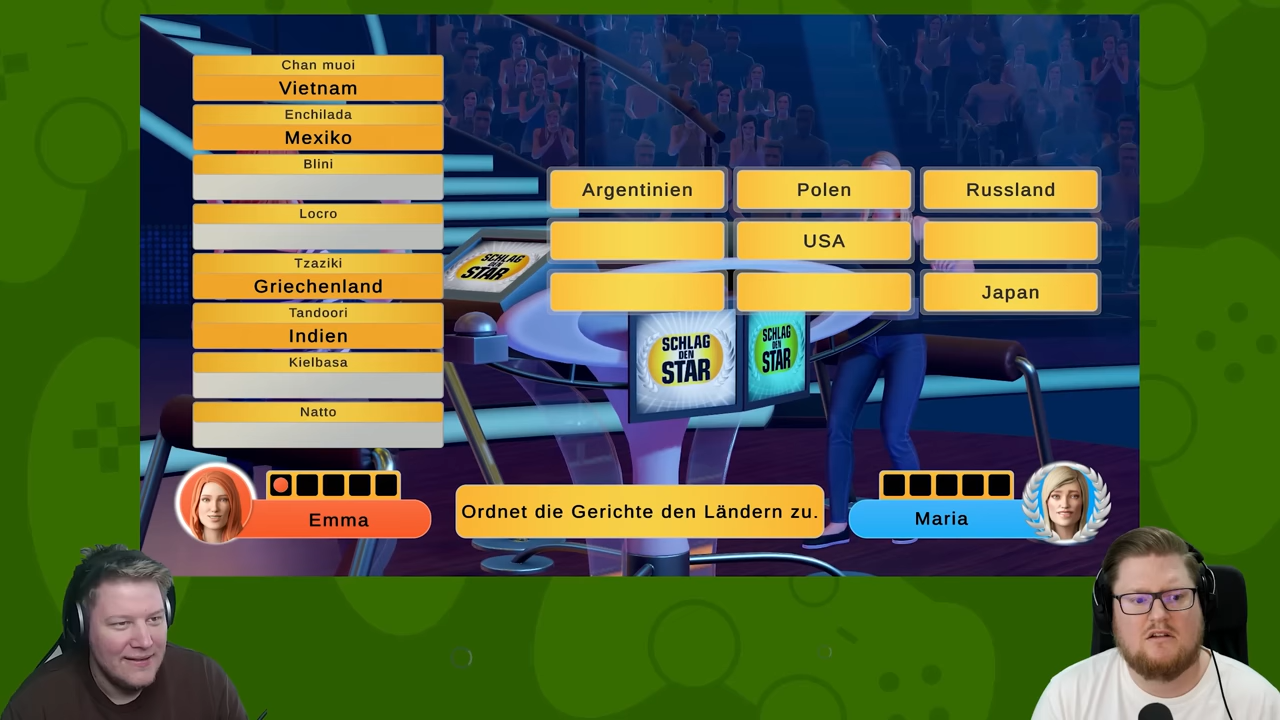 Chan muoi
Vietnam
Enchilada
Mexiko
Blini
Locro
Tzaziki
Griechenland
Tandoori
Indien
Kielbasa
Natto
Argentinien
Polen
Russland
USA
Japan
SCHLAG
DEN
STAR
SCHLAG
DEN
STAR
SCHLAG
DEN
STAR
Emma
Ordnet die Gerichte den Ländern zu.
Maria